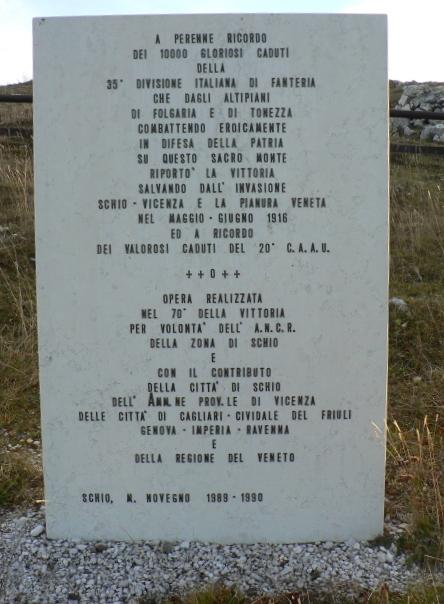 A PERENNE RICORDO
DEI 10000 GLORIOSI CADUTI
DELLA
35° DIVISIONE ITALIANA DI FANTERIA
CHE DAGLI ALTIPIANI
DI FOLGARIA E DI TONEZZA
COMBATTENDO EROICAMENTE
IN DIFESA DELLA PATRIA
SU QUESTO SACRO MONTE
RIPORTO' LA VITTORIA
SALVANDO DALL' INVASIONE
SCHIO - VICENZA E LA PIANURA VENETA
NEL MAGGIO - GIUGNO 1916
ED A RICORDO
DEI VALOROSI CADUTI DEL 20° C.A.A.U.
++O++
OPERA REALIZZATA
NEL 70° DELLA VITTORIA
PER VOLONTA' DELL' A.N.C.R.
DELLA ZONA DI SCHIO
E
CON IL CONTRIBUTO
DELLA CITTA' DI SCHIO
DELL' AMM.NE PROV.LE DI VICENZA
DELLE CITTA' DI CAGLIARI - CIVIDALE DEL FRIULI
GENOVA - IMPERIA - RAVENNA
E
DELLA REGIONE DEL VENETO
SCHIO, M. NOVEGNO 1989 - 1990